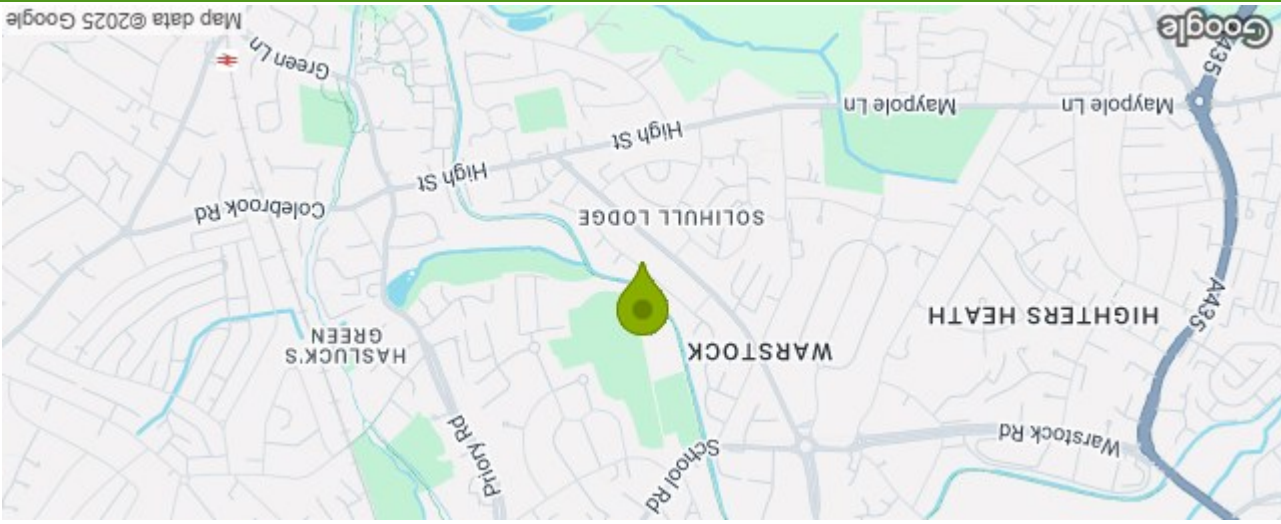 Warstock Rd
School Rd
Priory Rd
WARSTOCK
HASLUCK'S
GREEN
HIGHTERS HEATH
A435
SOLIHULL LODGE
Colebrook Rd
High St
High St
Maypole Ln
Maypole Ln
Green Ln
A435
Google
Map data ©2025 Google